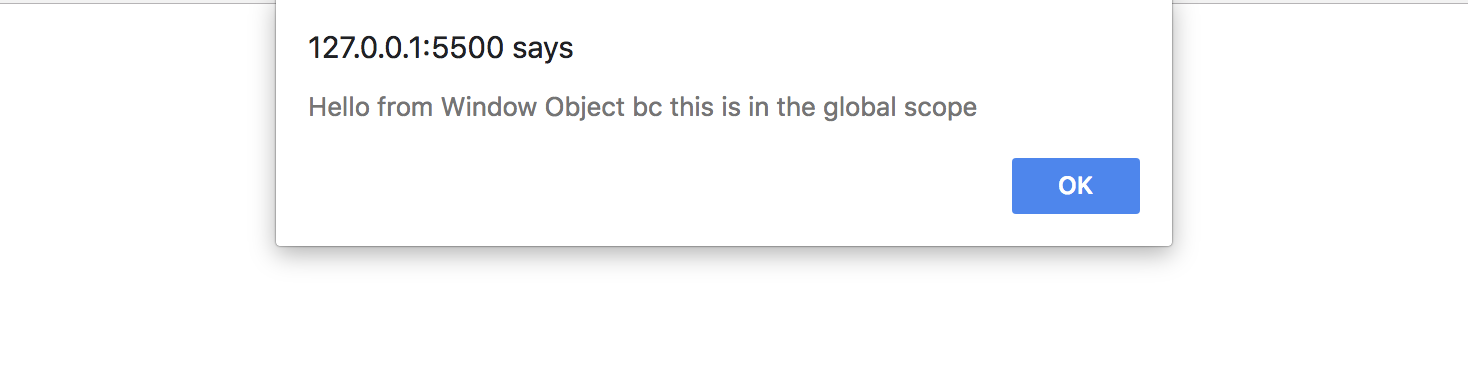 127.0.0.1:5500 says
Hello from Window Object bc this is in the global scope
OK